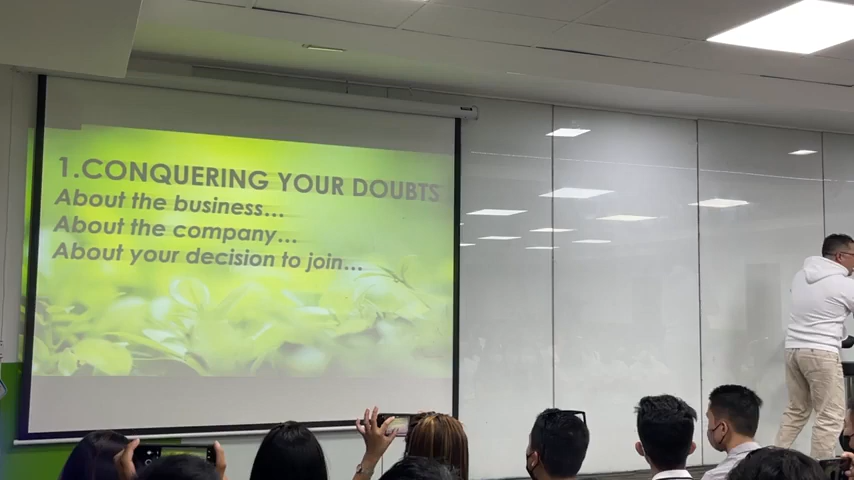 1.CONQUERING YOUR DOUBTS
About the business...
About the company...
About your decision to join...